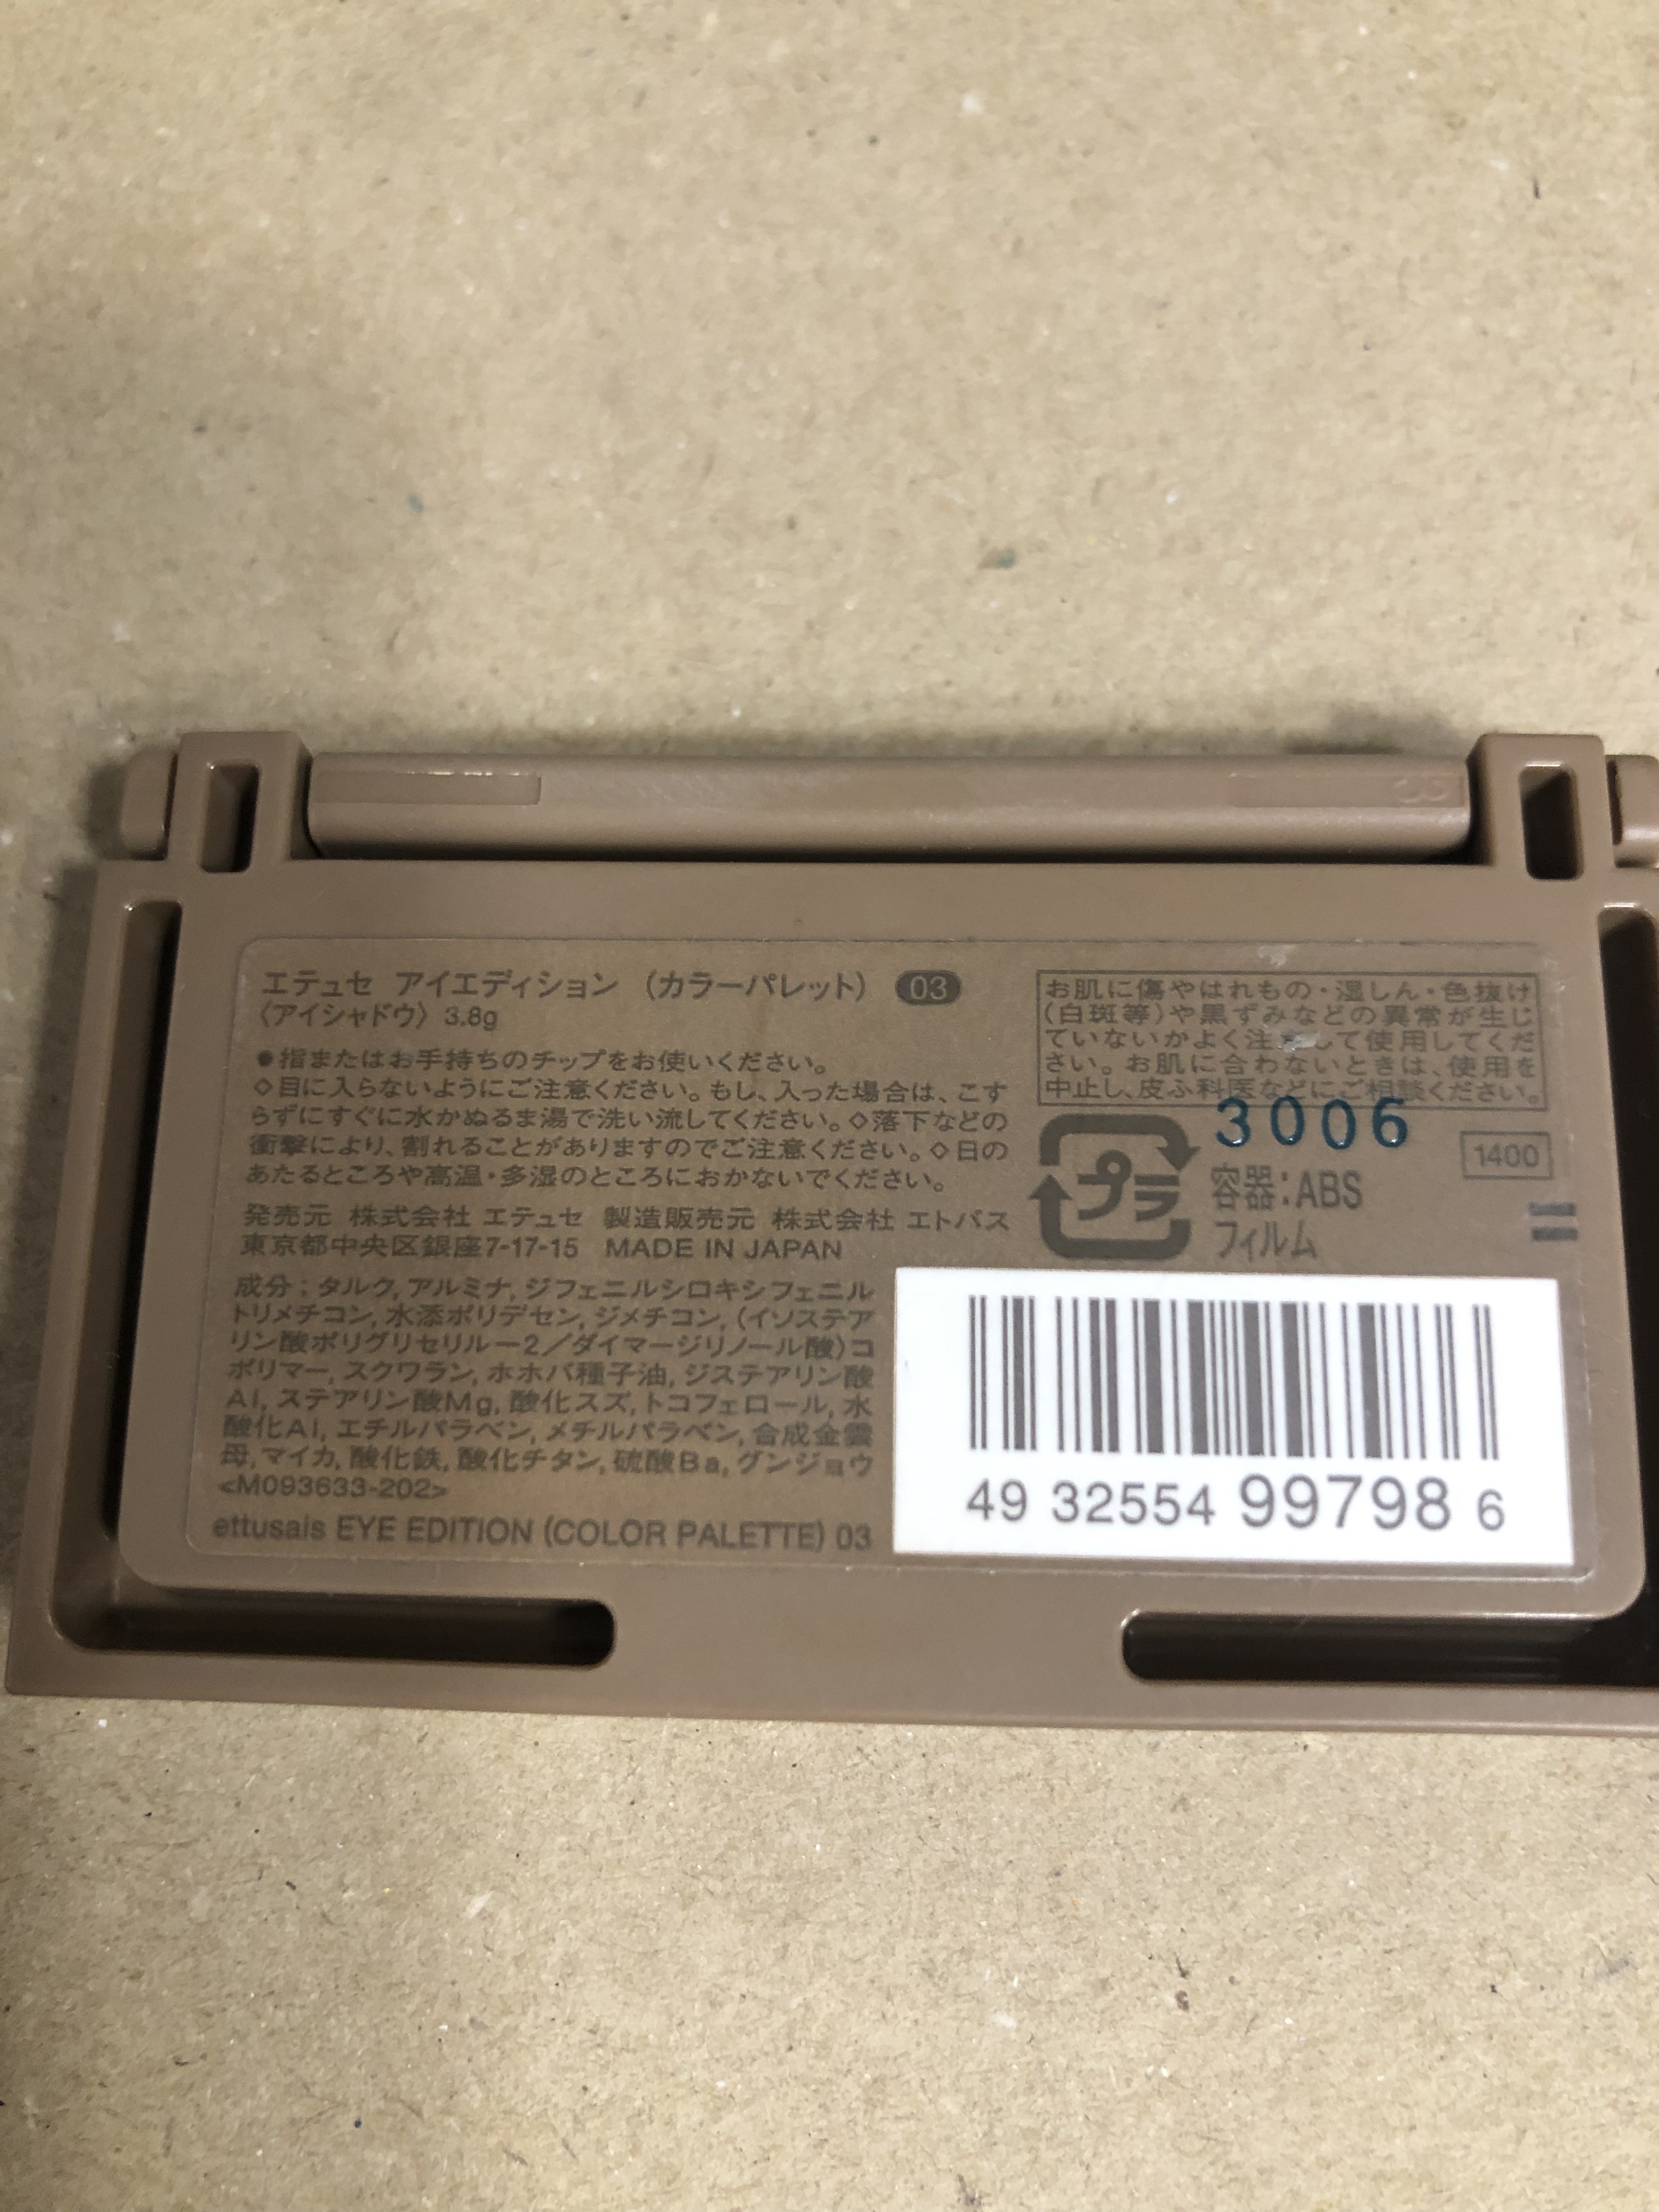 エテュセ アイエディション (カラーパレット) 03
〈アイシャドウ〉 3.8g
●指またはお手持ちのチップをお使いください。
◇目に入らないようにご注意ください。もし、入った場合は、こす
らずにすぐに水かぬるま湯で洗い流してください。◇落下などの
衝撃により、割れることがありますのでご注意ください。◇日の
あたるところや高温・多湿のところにおかないでください。
発売元 株式会社 エテュセ 製造販売元 株式会社 エトバス
東京都中央区銀座7-17-15 MADE IN JAPAN
成分:タルク,アルミナ,ジフェニルシロキシフェニル
トリメチコン,水添ポリデセン,ジメチコン,(イソステア
リン酸ポリグリセリル－2/ダイマージリノール酸)コ
ポリマー,スクワラン,ホホバ種子油,ジステアリン酸
Al,ステアリン酸Mg,酸化スズ,トコフェロール,水
酸化Al,エチルパラベン,メチルパラベン,合成金雲
母,マイカ,酸化鉄,酸化チタン,硫酸Ba,グンジョウ
<M093633-202>
ettusais EYE EDITION (COLOR PALETTE) 03
お肌に傷やはれもの・湿しん・色抜け
(白斑等)や黒ずみなどの異常が生じ
ていないかよく注意して使用してくだ
さい。お肌に合わないときは、使用を
中止し、皮ふ科医などにご相談ください。
3006
1400
プラ
容器:ABS
フィルム
49 32554 99798 6